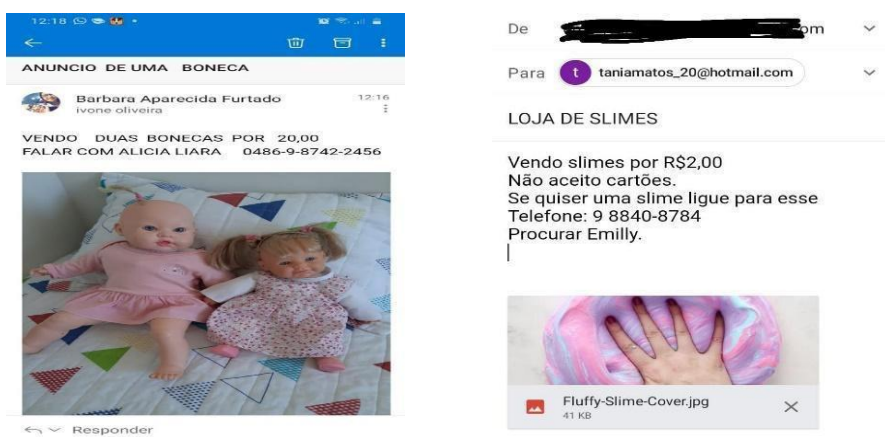 12:18
ANUNCIO DE UMA BONECA
Barbara Aparecida Furtado
12:16
ivone oliveira
VENDO DUAS BONECAS POR 20,00
FALAR COM ALICIA LIARA 0486-9-8742-2456
Responder
De
om
Para
t
taniamatos_20@hotmail.com
LOJA DE SLIMES
Vendo slimes por R$2,00
Não aceito cartões.
Se quiser uma slime ligue para esse
Telefone: 9 8840-8784
Procurar Emilly.
Fluffy-Slime-Cover.jpg
41 KB